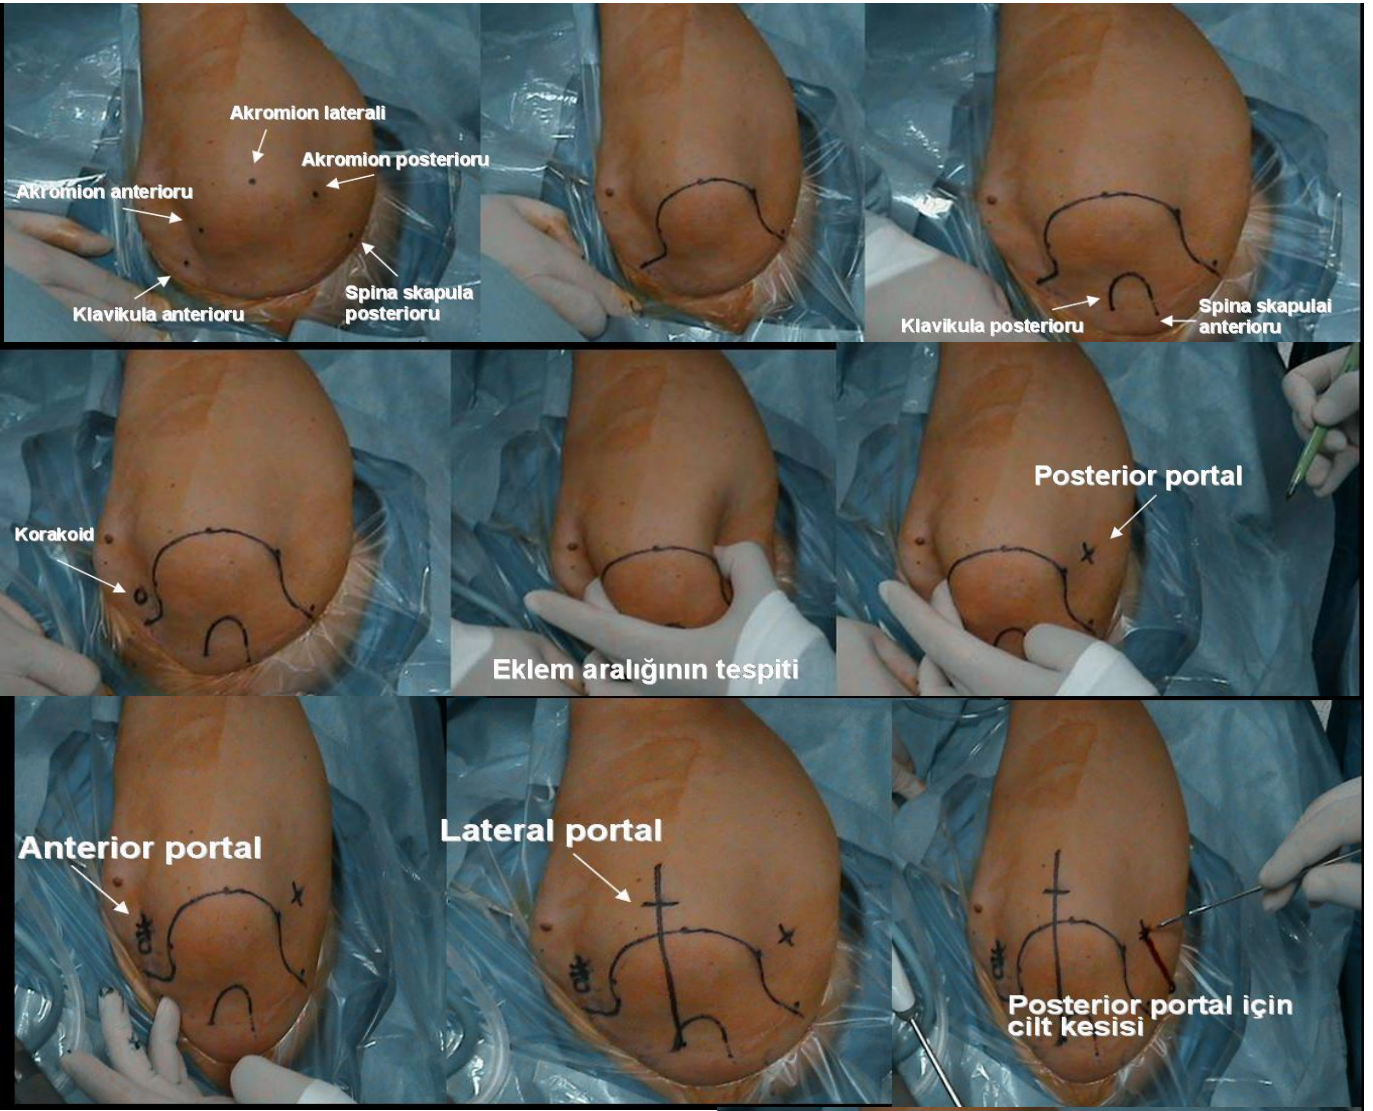 Akromion laterali
Akromion posterioru
Akromion anterioru
Klavikula anterioru
Spina skapula
posterioru
Klavikula posterioru
Spina skapulai
anterioru
Korakoid
Eklem aralığının tespiti
Posterior portal
Anterior portal
Lateral portal
Posterior portal için
cilt kesisi